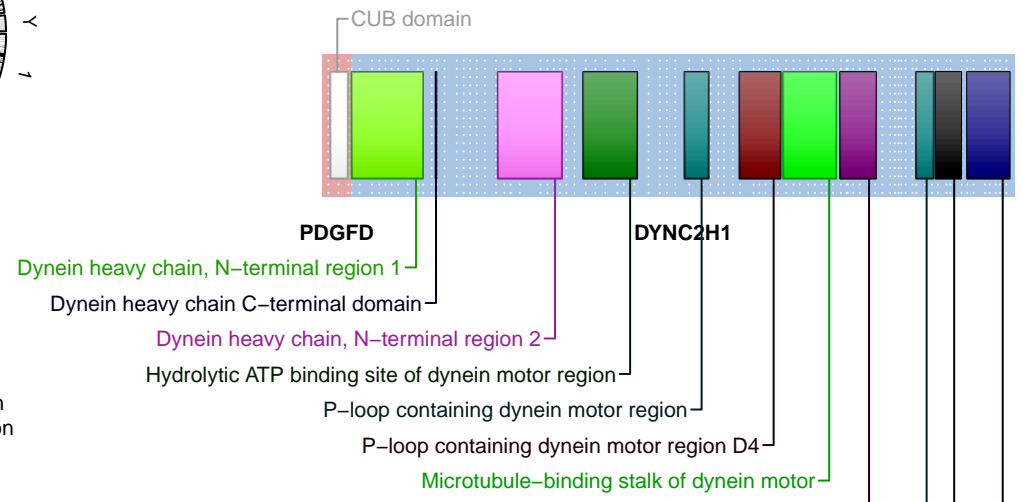 CUB domain
Y
1
PDGFD
DYNC2H1
Dynein heavy chain, N−terminal region 1
Dynein heavy chain C−terminal domain
Dynein heavy chain, N−terminal region 2
Hydrolytic ATP binding site of dynein motor region
P−loop containing dynein motor region
P−loop containing dynein motor region D4
Microtubule−binding stalk of dynein motor